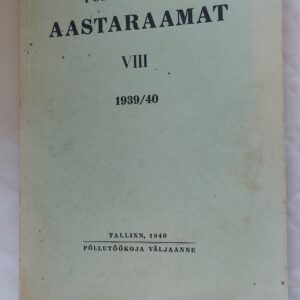 AASTARAAMAT
VIII
1939/40
TALLINN, 1940
PÕLLUTÖÖKOJA VÄLJAANNE